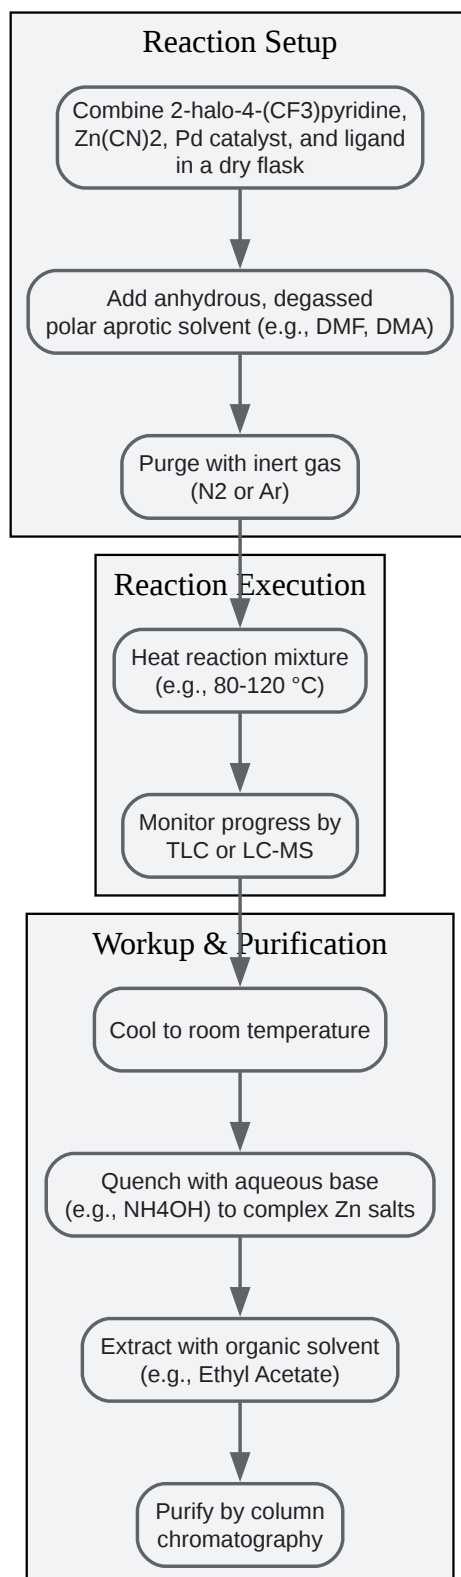 Reaction Setup
Combine 2-halo-4-(CF3)pyridine,
Zn(CN)2, Pd catalyst, and ligand
in a dry flask
Add anhydrous, degassed
polar aprotic solvent (e.g., DMF, DMA)
Purge with inert gas
(N2 or Ar)
Reaction Execution
Heat reaction mixture
(e.g., 80-120 °C)
Monitor progress by
TLC or LC-MS
Workup & Purification
Cool to room temperature
Quench with aqueous base
(e.g., NH4OH) to complex Zn salts
Extract with organic solvent
(e.g., Ethyl Acetate)
Purify by column
chromatography